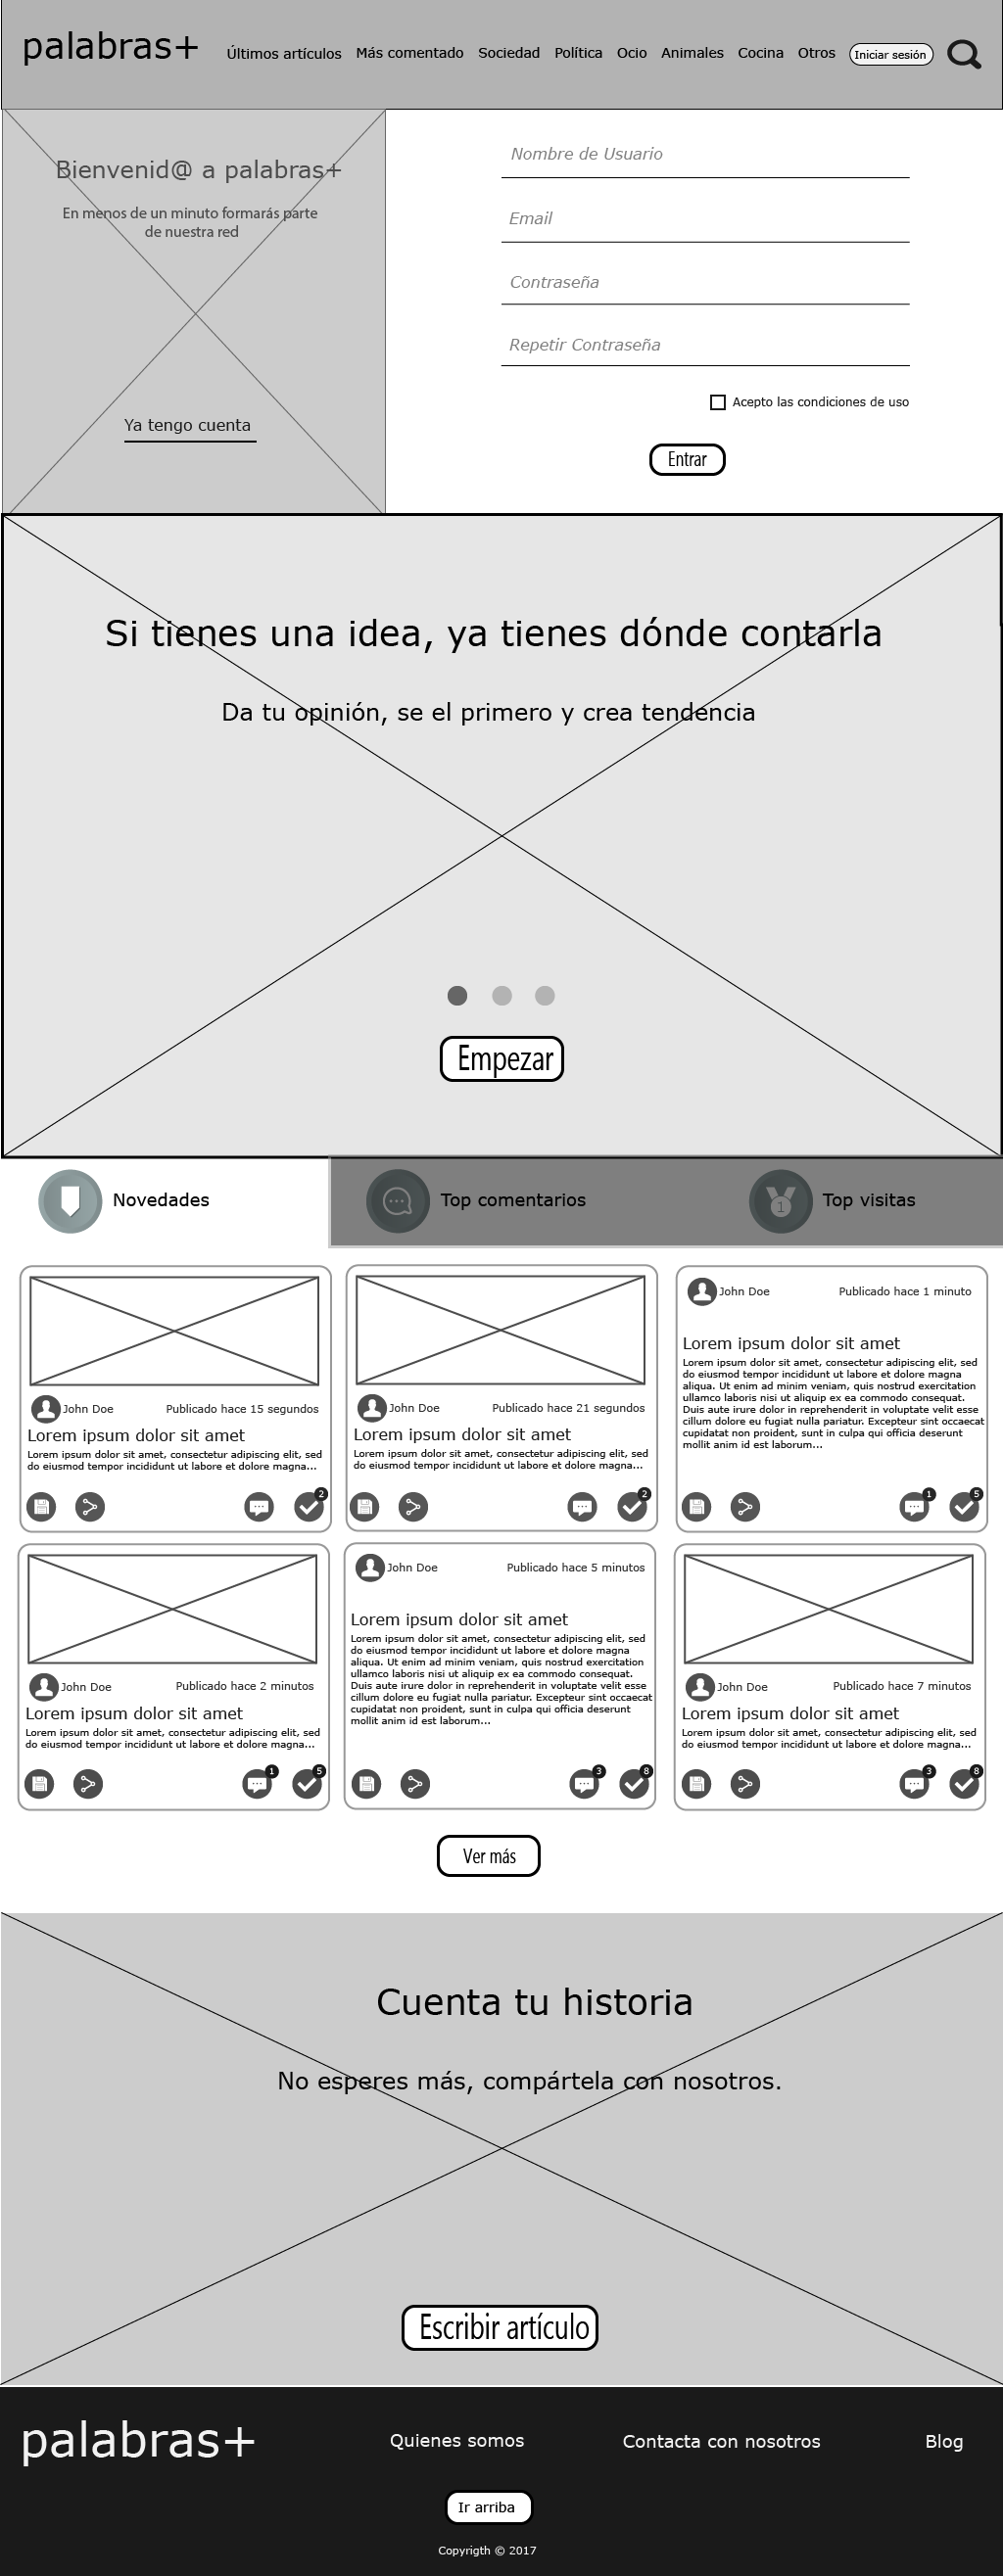 palabras+
Últimos artículos Más comentado Sociedad Política Ocio Animales Cocina Otros Iniciar sesión
Bienvenid@ a palabras+
En menos de un minuto formarás parte
de nuestra red
Ya tengo cuenta
Nombre de Usuario
Email
Contraseña
Repetir Contraseña
Acepto las condiciones de uso
Entrar
Si tienes una idea, ya tienes dónde contarla
Da tu opinión, se el primero y crea tendencia
Empezar
Novedades
Top comentarios
1
Top visitas
John Doe
Publicado hace 15 segundos
Lorem ipsum dolor sit amet
Lorem ipsum dolor sit amet, consectetur adipiscing elit, sed
do eiusmod tempor incididunt ut labore et dolore magna...
2
John Doe
Publicado hace 21 segundos
Lorem ipsum dolor sit amet
Lorem ipsum dolor sit amet, consectetur adipiscing elit, sed
do eiusmod tempor incididunt ut labore et dolore magna...
2
John Doe
Publicado hace 1 minuto
Lorem ipsum dolor sit amet
Lorem ipsum dolor sit amet, consectetur adipiscing elit, sed
do eiusmod tempor incididunt ut labore et dolore magna
aliqua. Ut enim ad minim veniam, quis nostrud exercitation
ullamco laboris nisi ut aliquip ex ea commodo consequat.
Duis aute irure dolor in reprehenderit in voluptate velit esse
cillum dolore eu fugiat nulla pariatur. Excepteur sint occaecat
cupidatat non proident, sunt in culpa qui officia deserunt
mollit anim id est laborum...
1
5
John Doe
Publicado hace 2 minutos
Lorem ipsum dolor sit amet
Lorem ipsum dolor sit amet, consectetur adipiscing elit, sed
do eiusmod tempor incididunt ut labore et dolore magna...
1
5
John Doe
Publicado hace 5 minutos
Lorem ipsum dolor sit amet
Lorem ipsum dolor sit amet, consectetur adipiscing elit, sed
do eiusmod tempor incididunt ut labore et dolore magna
aliqua. Ut enim ad minim veniam, quis nostrud exercitation
ullamco laboris nisi ut aliquip ex ea commodo consequat.
Duis aute irure dolor in reprehenderit in voluptate velit esse
cillum dolore eu fugiat nulla pariatur. Excepteur sint occaecat
cupidatat non proident, sunt in culpa qui officia deserunt
mollit anim id est laborum...
3
8
John Doe
Publicado hace 7 minutos
Lorem ipsum dolor sit amet
Lorem ipsum dolor sit amet, consectetur adipiscing elit, sed
do eiusmod tempor incididunt ut labore et dolore magna...
3
8
Ver más
Cuenta tu historia
No esperes más, compártela con nosotros.
Escribir artículo
palabras+
Quienes somos
Contacta con nosotros
Blog
Ir arriba
Copyrigth © 2017